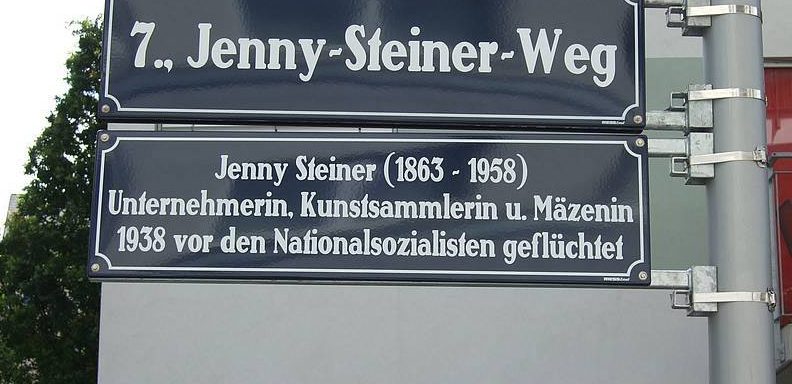 7., Jenny-Steiner-Weg
Jenny Steiner (1863 - 1958)
Unternehmerin, Kunstsammlerin u. Mäzenin
1938 vor den Nationalsozialisten geflüchtet